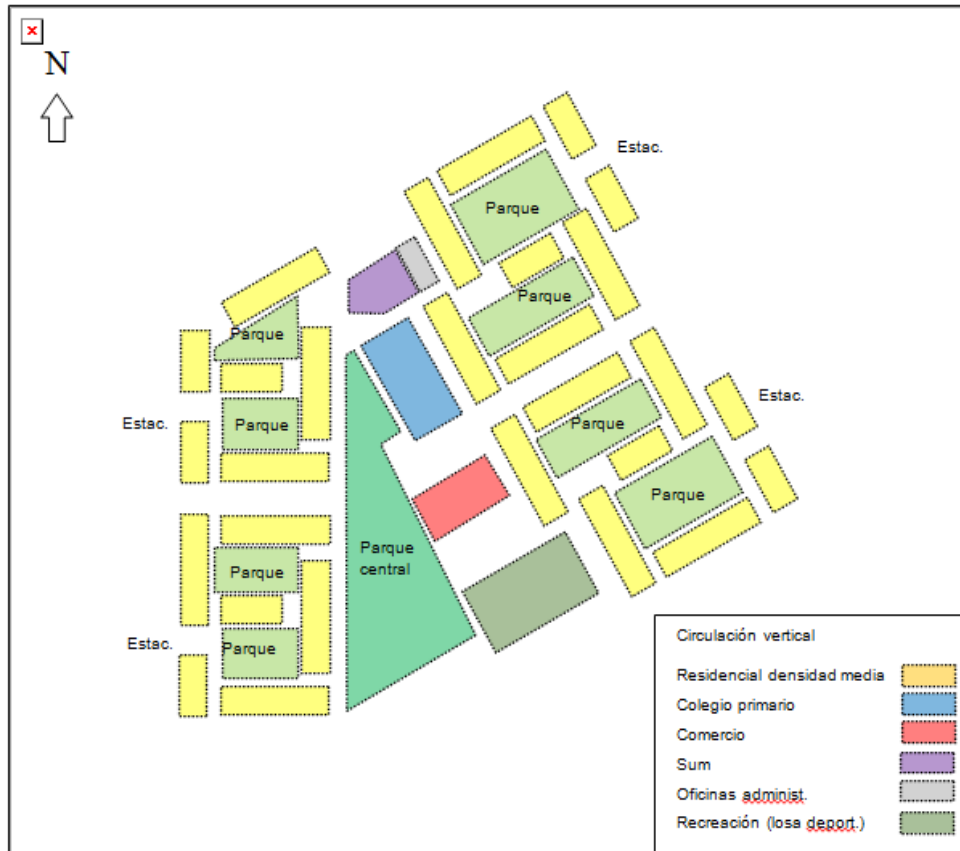 N
Estac.
Parque
Parque
Parque
Estac.
Estac.
Parque
Parque
Parque
Parque
central
Parque
Estac.
Parque
Circulación vertical
Residencial densidad media
Colegio primario
Comercio
Sum
Oficinas administ.
Recreación (losa deport.)